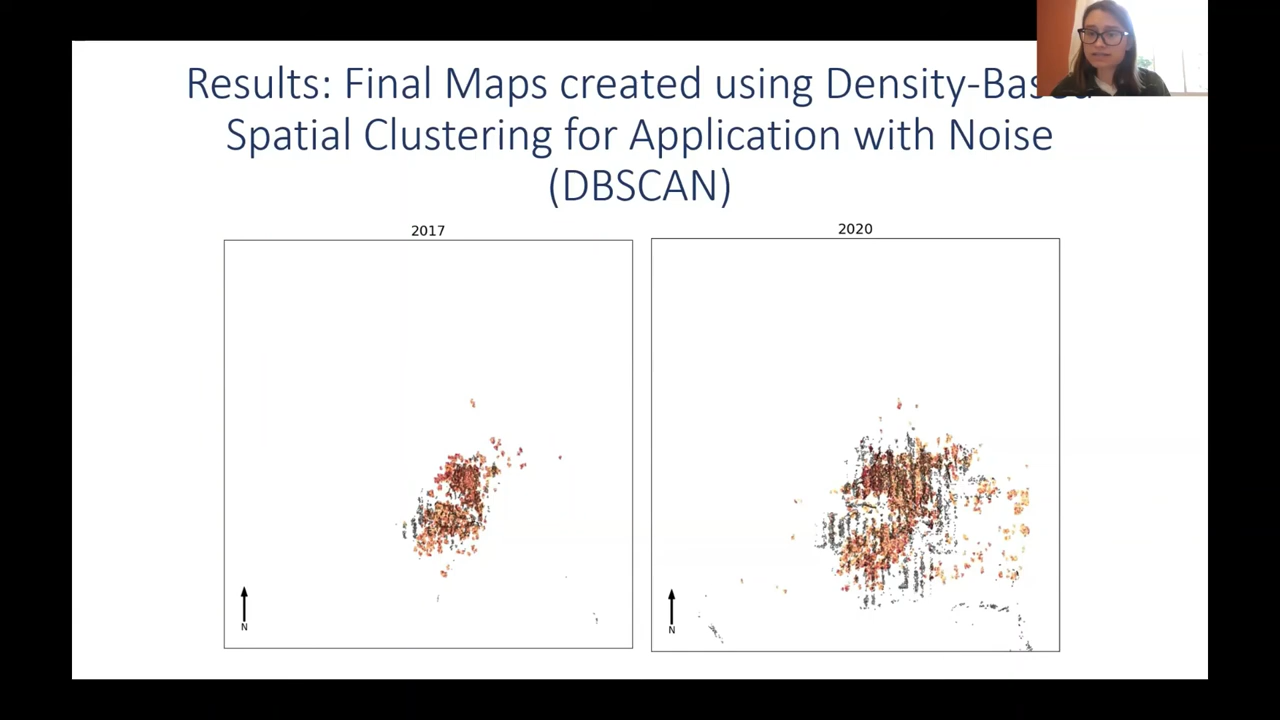 Results: Final Maps created using Density-Based
Spatial Clustering for Application with Noise
(DBSCAN)
2017
2020
N
N